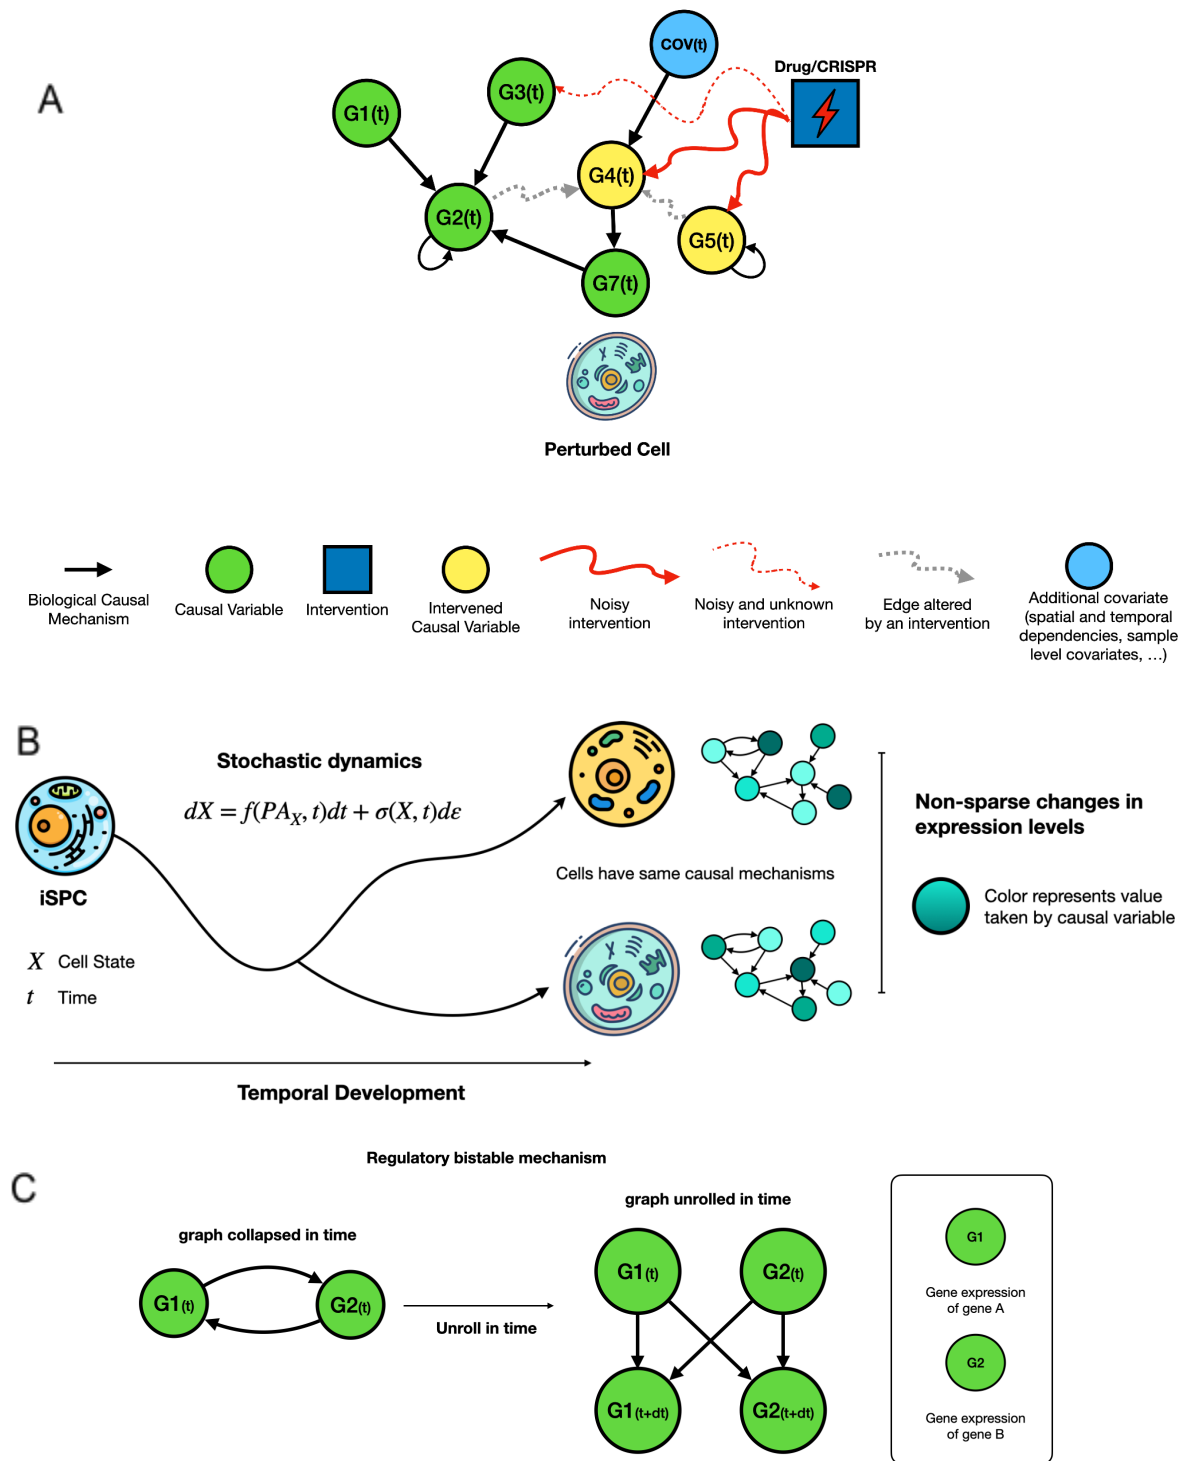 A
COV(t)
Drug/CRISPR
G3(t)
G1(t)
G4(t)
G2(t)
G5(t)
G7(t)
Perturbed Cell
Biological Causal
Mechanism
Causal Variable
Intervention
Intervened
Causal Variable
Noisy
intervention
Noisy and unknown
intervention
Edge altered
by an intervention
Additional covariate
(spatial and temporal
dependencies, sample
level covariates, ...)
B
Stochastic dynamics
dX = f(PA_X, t)dt + σ(X, t)dε
iSPC
X Cell State
t Time
Cells have same causal mechanisms
Non-sparse changes in
expression levels
Color represents value
taken by causal variable
Temporal Development
C
Regulatory bistable mechanism
graph collapsed in time
G1(t)
G2(t)
Unroll in time
graph unrolled in time
G1(t)
G2(t)
G1(t+dt)
G2(t+dt)
G1
Gene expression
of gene A
G2
Gene expression
of gene B